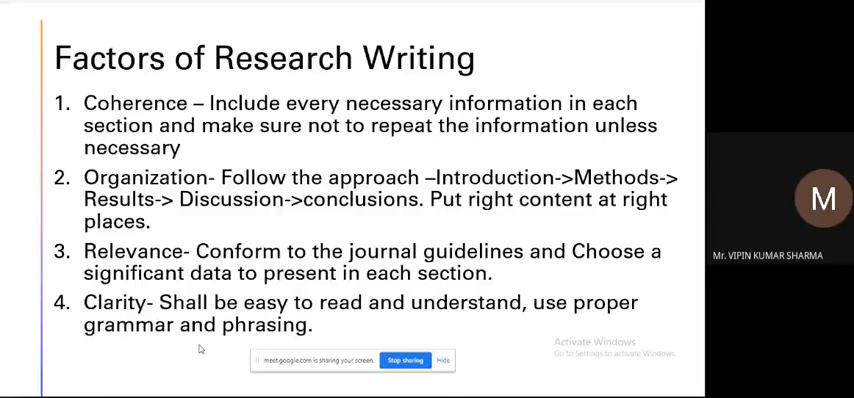 Factors of Research Writing
1. Coherence – Include every necessary information in each
section and make sure not to repeat the information unless
necessary
2. Organization- Follow the approach –Introduction->Methods->
Results-> Discussion->conclusions. Put right content at right
places.
3. Relevance- Conform to the journal guidelines and Choose a
significant data to present in each section.
4. Clarity- Shall be easy to read and understand, use proper
grammar and phrasing.
M
Mr. VIPIN KUMAR SHARMA
Activate Windows
Go to Settings to activate Windows.
meet.google.com is sharing your screen.
Stop sharing
Hide